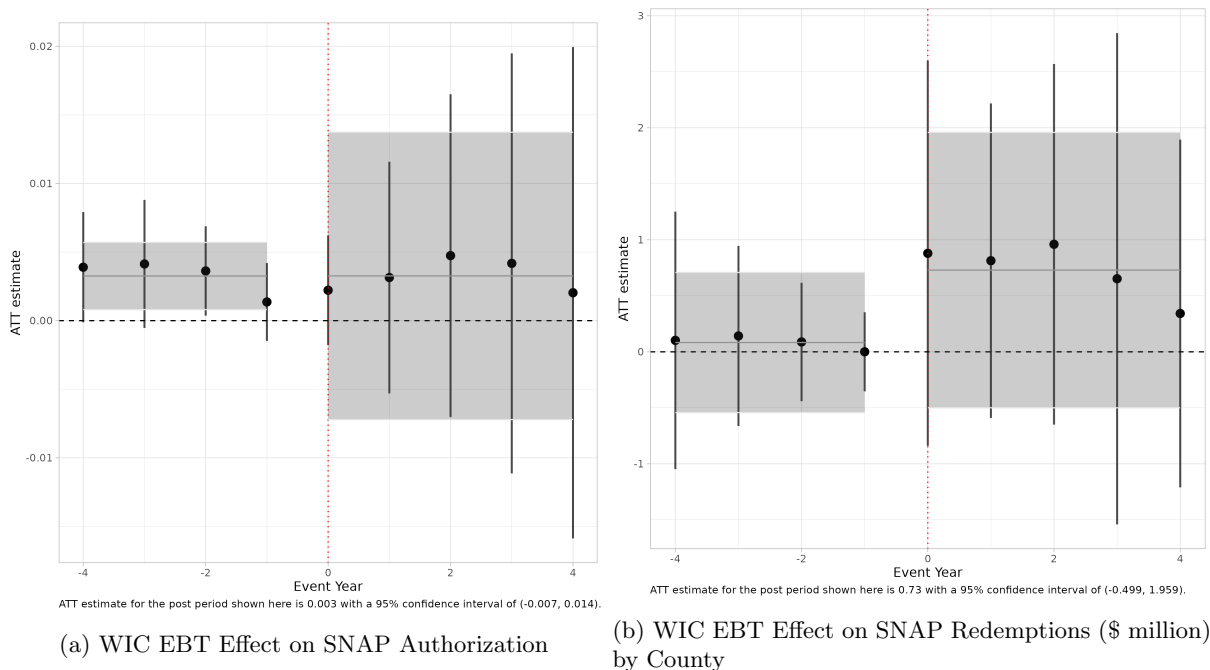 0.02
0.01
0.00
-0.01
ATT estimate
-4
-2
0
2
4
Event Year
ATT estimate for the post period shown here is 0.003 with a 95% confidence interval of (-0.007, 0.014).
(a) WIC EBT Effect on SNAP Authorization
3
2
1
0
-1
ATT estimate
-4
-2
0
2
4
Event Year
ATT estimate for the post period shown here is 0.73 with a 95% confidence interval of (-0.499, 1.959).
(b) WIC EBT Effect on SNAP Redemptions ($ million)
by County